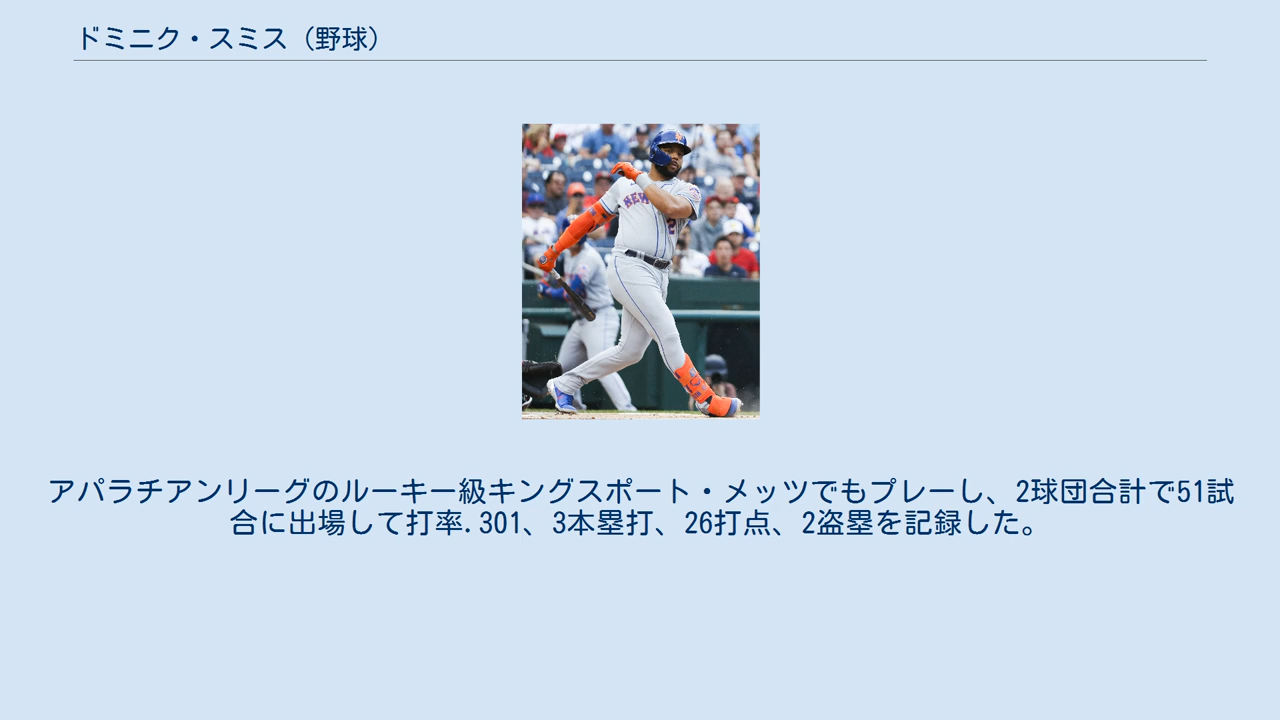 ドミニク・スミス（野球）
NEW
2
アパラチアンリーグのルーキー級キングスポート・メッツでもプレーし、2球団合計で51試
合に出場して打率.301、3本塁打、26打点、2盗塁を記録した。